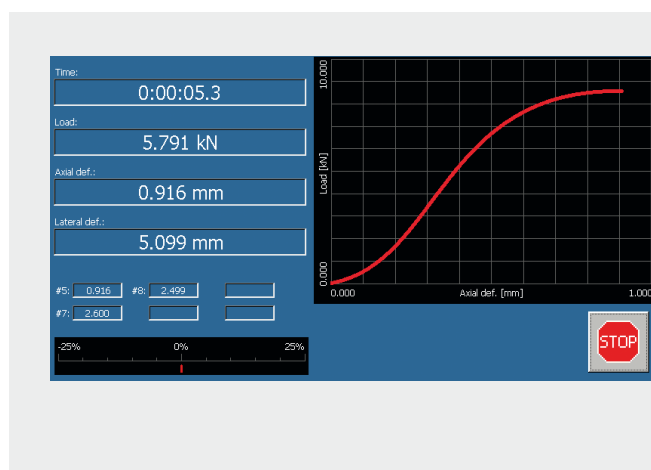 Time:
0:00:05.3
Load:
5.791 kN
Axial def.:
0.916 mm
Lateral def.:
5.099 mm
#5: 0.916 #8: 2.499
#7: 2.600
-25% 0% 25%
10.000
Load [kN]
0.000
0.000 Axial def. [mm] 1.000
STOP